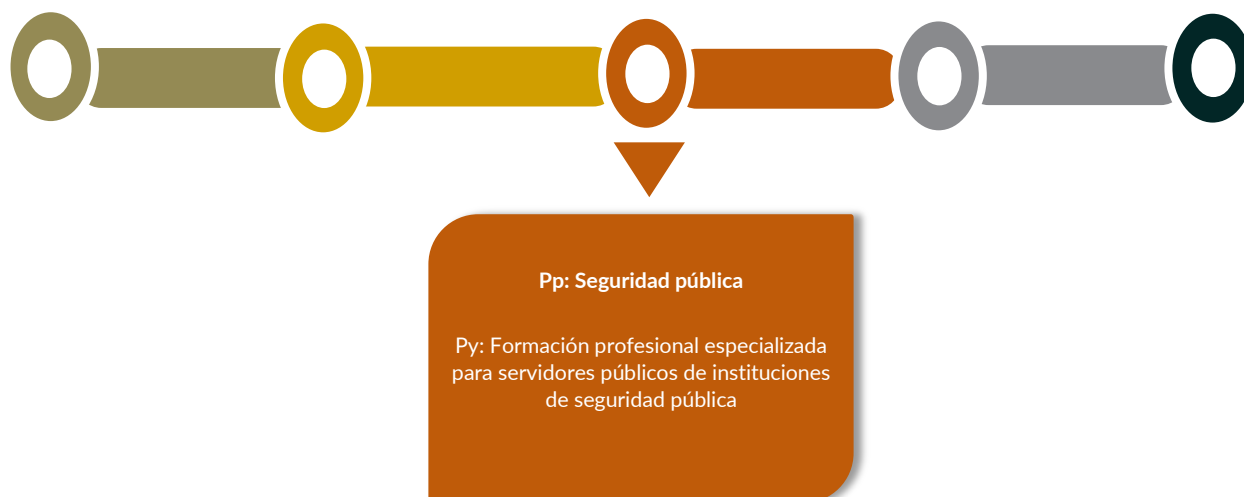 Pp: Seguridad pública
Py: Formación profesional especializada
para servidores públicos de instituciones
de seguridad pública